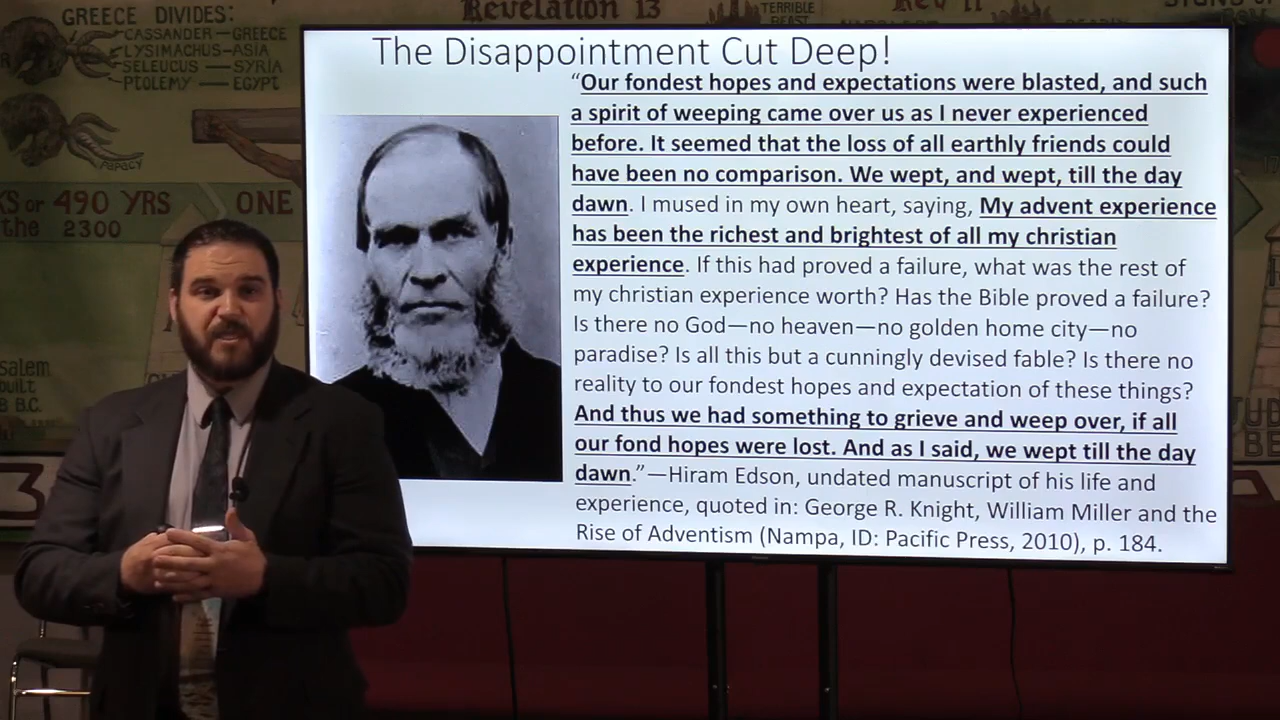 GREECE DIVIDES:
CASSANDER—GREECE
LYSIMACHUS—ASIA
SELEUCUS — SYRIA
PTOLEMY — EGYPT
PAPACY
Revelation 13
TERRIBLE
BEAST
Rev 11
490 YRS
ONE
the 2300
The Disappointment Cut Deep!
“Our fondest hopes and expectations were blasted, and such
a spirit of weeping came over us as I never experienced
before. It seemed that the loss of all earthly friends could
have been no comparison. We wept, and wept, till the day
dawn. I mused in my own heart, saying, My advent experience
has been the richest and brightest of all my christian
experience. If this had proved a failure, what was the rest of
my christian experience worth? Has the Bible proved a failure?
Is there no God—no heaven—no golden home city—no
paradise? Is all this but a cunningly devised fable? Is there no
reality to our fondest hopes and expectation of these things?
And thus we had something to grieve and weep over, if all
our fond hopes were lost. And as I said, we wept till the day
dawn.”—Hiram Edson, undated manuscript of his life and
experience, quoted in: George R. Knight, William Miller and the
Rise of Adventism (Nampa, ID: Pacific Press, 2010), p. 184.
B.C.
3